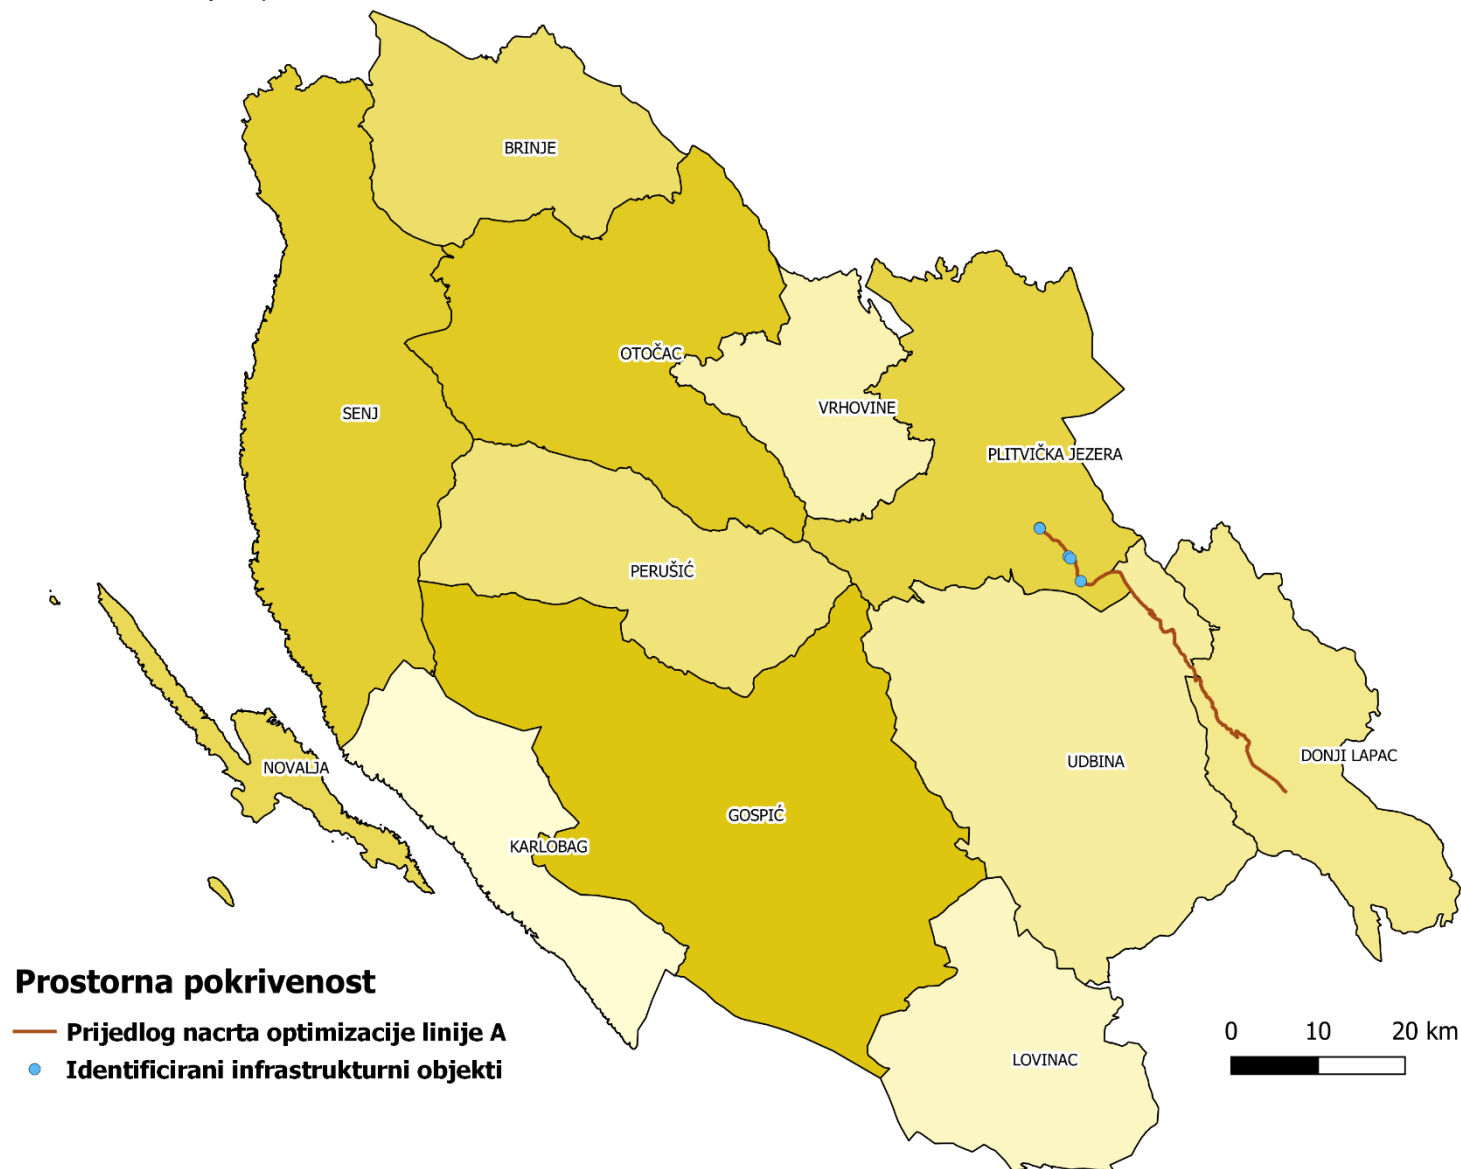 BRINJE
OTOČAC
SENJ
VRHOVINE
PLITVIČKA JEZERA
PERUŠIĆ
NOVALJA
UDBINA
DONJI LAPAC
GOSPIĆ
KARLOBAG
LOVINAC
Prostorna pokrivenost
Prijedlog nacrta optimizacije linije A
Identificirani infrastrukturni objekti
0 10 20 km